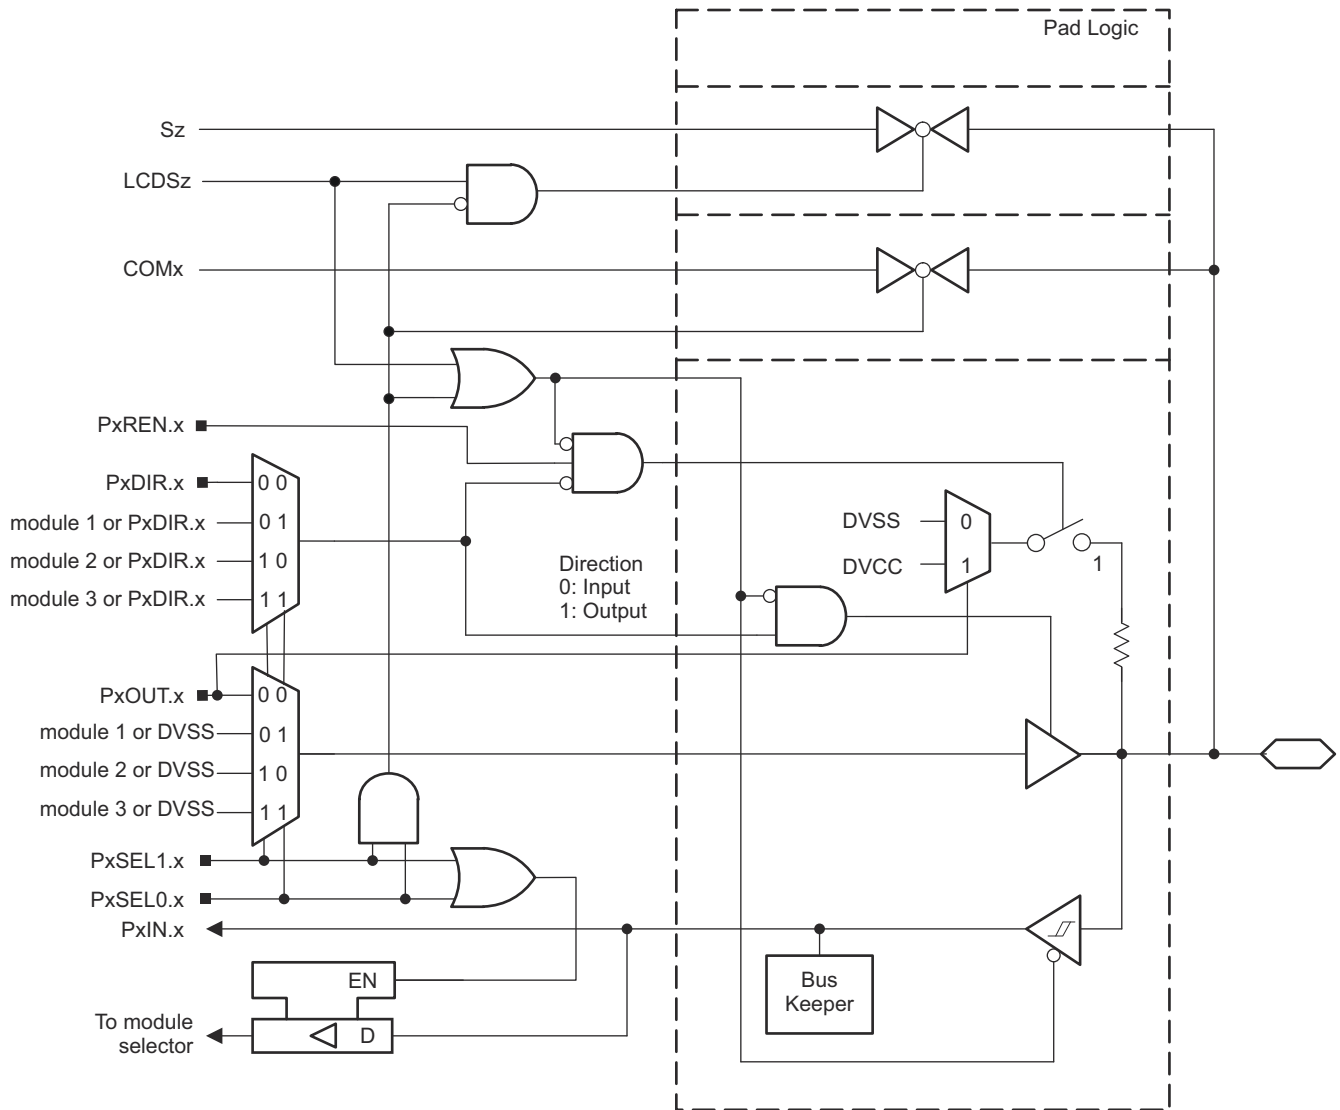 Pad Logic
Sz
LCDSz
COMx
PxREN.x
PxDIR.x
0 0
module 1 or PxDIR.x
0 1
module 2 or PxDIR.x
1 0
module 3 or PxDIR.x
1 1
Direction
0: Input
1: Output
DVSS
0
DVCC
1
1
PxOUT.x
0 0
module 1 or DVSS
0 1
module 2 or DVSS
1 0
module 3 or DVSS
1 1
PxSEL1.x
PxSEL0.x
PxIN.x
EN
D
To module
selector
Bus
Keeper